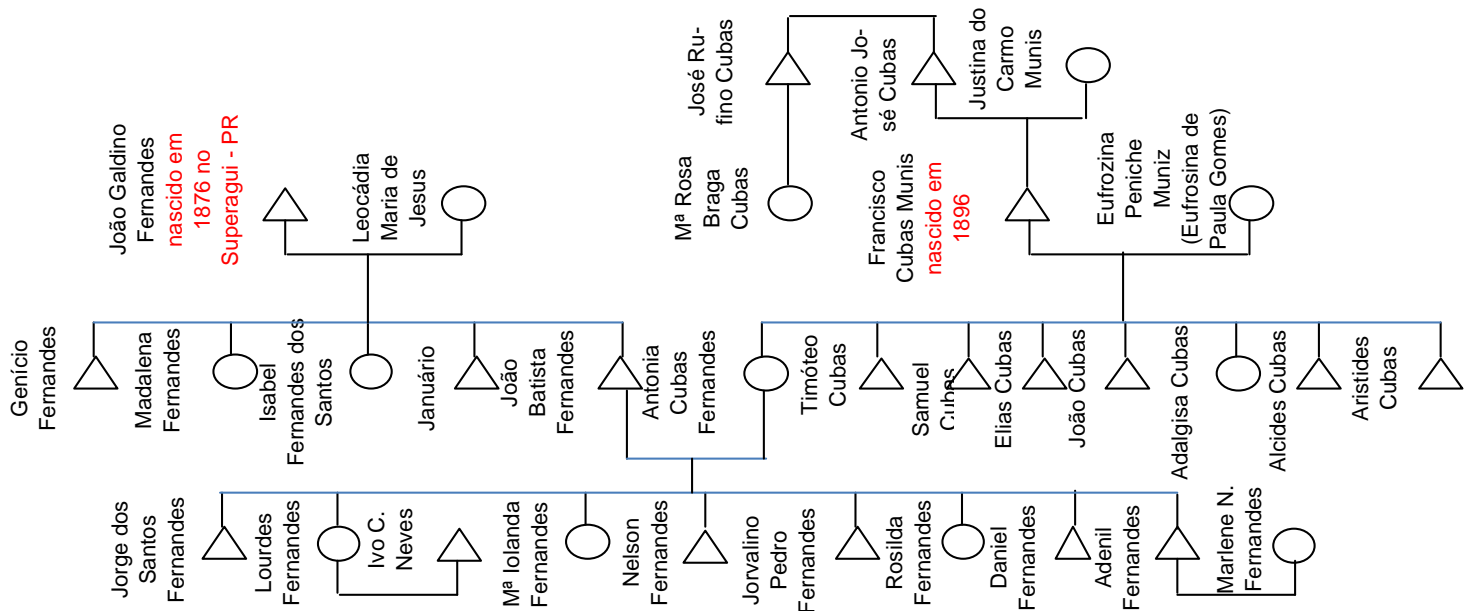 João Galdino
Fernandes
nascido em
1876 no
Superagui - PR
Leocádia
Maria de
Jesus
José Ru-
fino Cubas
Mª Rosa
Braga
Cubas
Antonio Jo-
sé Cubas
Justina do
Carmo
Munis
Francisco
Cubas Munis
nascido em
1896
Eufrozina
Peniche
Muniz
(Eufrosina de
Paula Gomes)
Genício
Fernandes
Madalena
Fernandes
Isabel
Fernandes dos
Santos
Januário
João
Batista
Fernandes
Antonia
Cubas
Fernandes
Timóteo
Cubas
Samuel
Cubas
Elias Cubas
João Cubas
Adalgisa Cubas
Alcides Cubas
Aristides
Cubas
Jorge dos
Santos
Fernandes
Lourdes
Fernandes
Ivo C.
Neves
Mª Iolanda
Fernandes
Nelson
Fernandes
Jorvalino
Pedro
Fernandes
Rosilda
Fernandes
Daniel
Fernandes
Adenil
Fernandes
Marlene N.
Fernandes